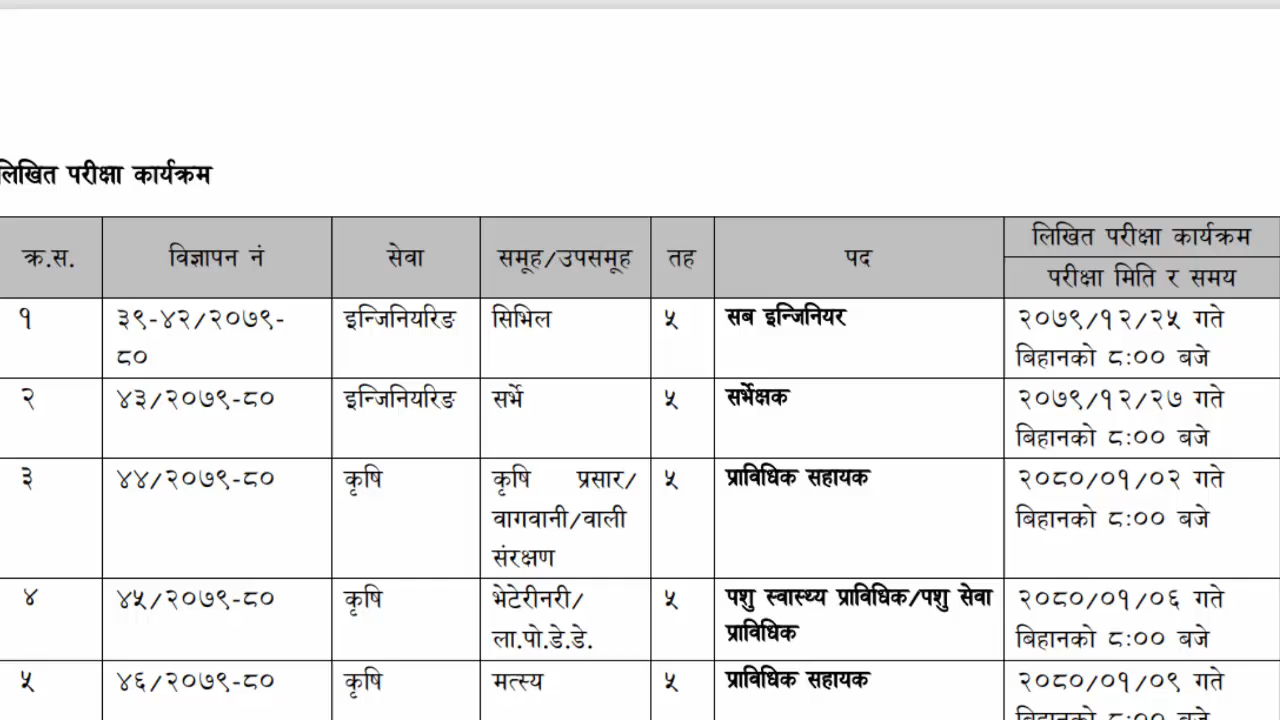 लिखित परीक्षा कार्यक्रम
क्र.स. विज्ञापन नं सेवा समूह/उपसमूह तह पद लिखित परीक्षा कार्यक्रम
परीक्षा मिति र समय
१ ३९-४२/२०७९- इन्जिनियरिङ सिभिल ५ सब इन्जिनियर २०७९/१२/२५ गते
८० बिहानको ८:०० बजे
२ ४३/२०७९-८० इन्जिनियरिङ सर्भे ५ सर्भेक्षक २०७९/१२/२७ गते
बिहानको ८:०० बजे
३ ४४/२०७९-८० कृषि कृषि प्रसार/ ५ प्राविधिक सहायक २०८०/०१/०२ गते
वागवानी/वाली बिहानको ८:०० बजे
संरक्षण
४ ४५/२०७९-८० कृषि भेटेरीनरी/ ५ पशु स्वास्थ्य प्राविधिक/पशु सेवा २०८०/०१/०६ गते
ला.पो.डे.डे. प्राविधिक बिहानको ८:०० बजे
५ ४६/२०७९-८० कृषि मत्स्य ५ प्राविधिक सहायक २०८०/०१/०९ गते
बिहानको ८:०० बजे